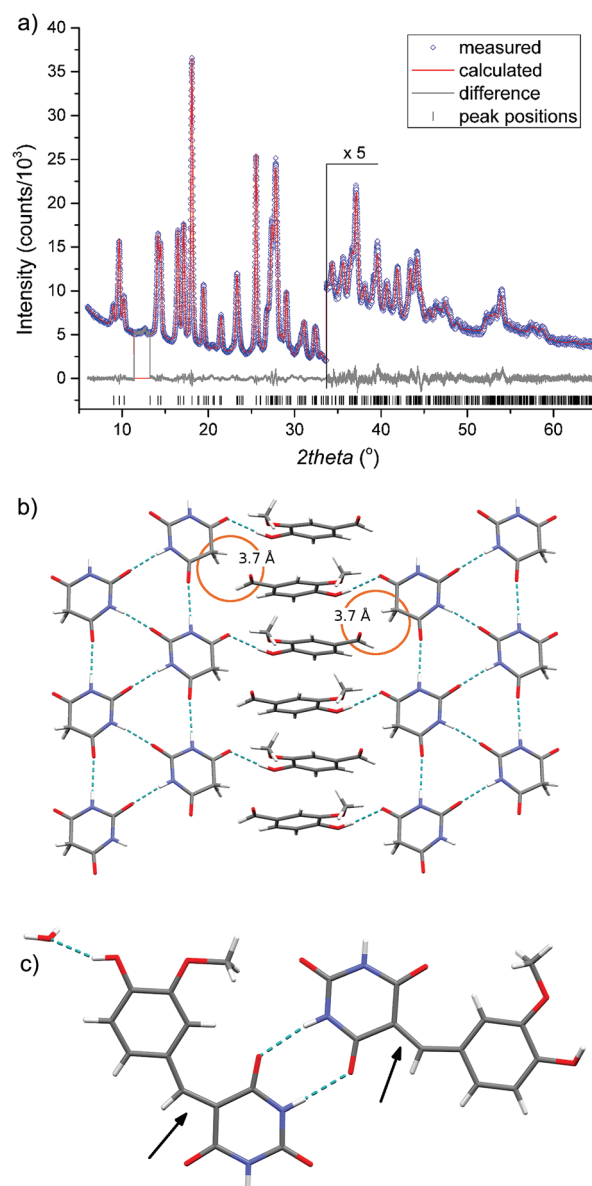 a)
measured
calculated
difference
peak positions
x 5
Intensity (counts/10³)
40
35
30
25
20
15
10
5
0
10 20 30 40 50 60
2theta (°)
b)
3.7 Å
3.7 Å
c)